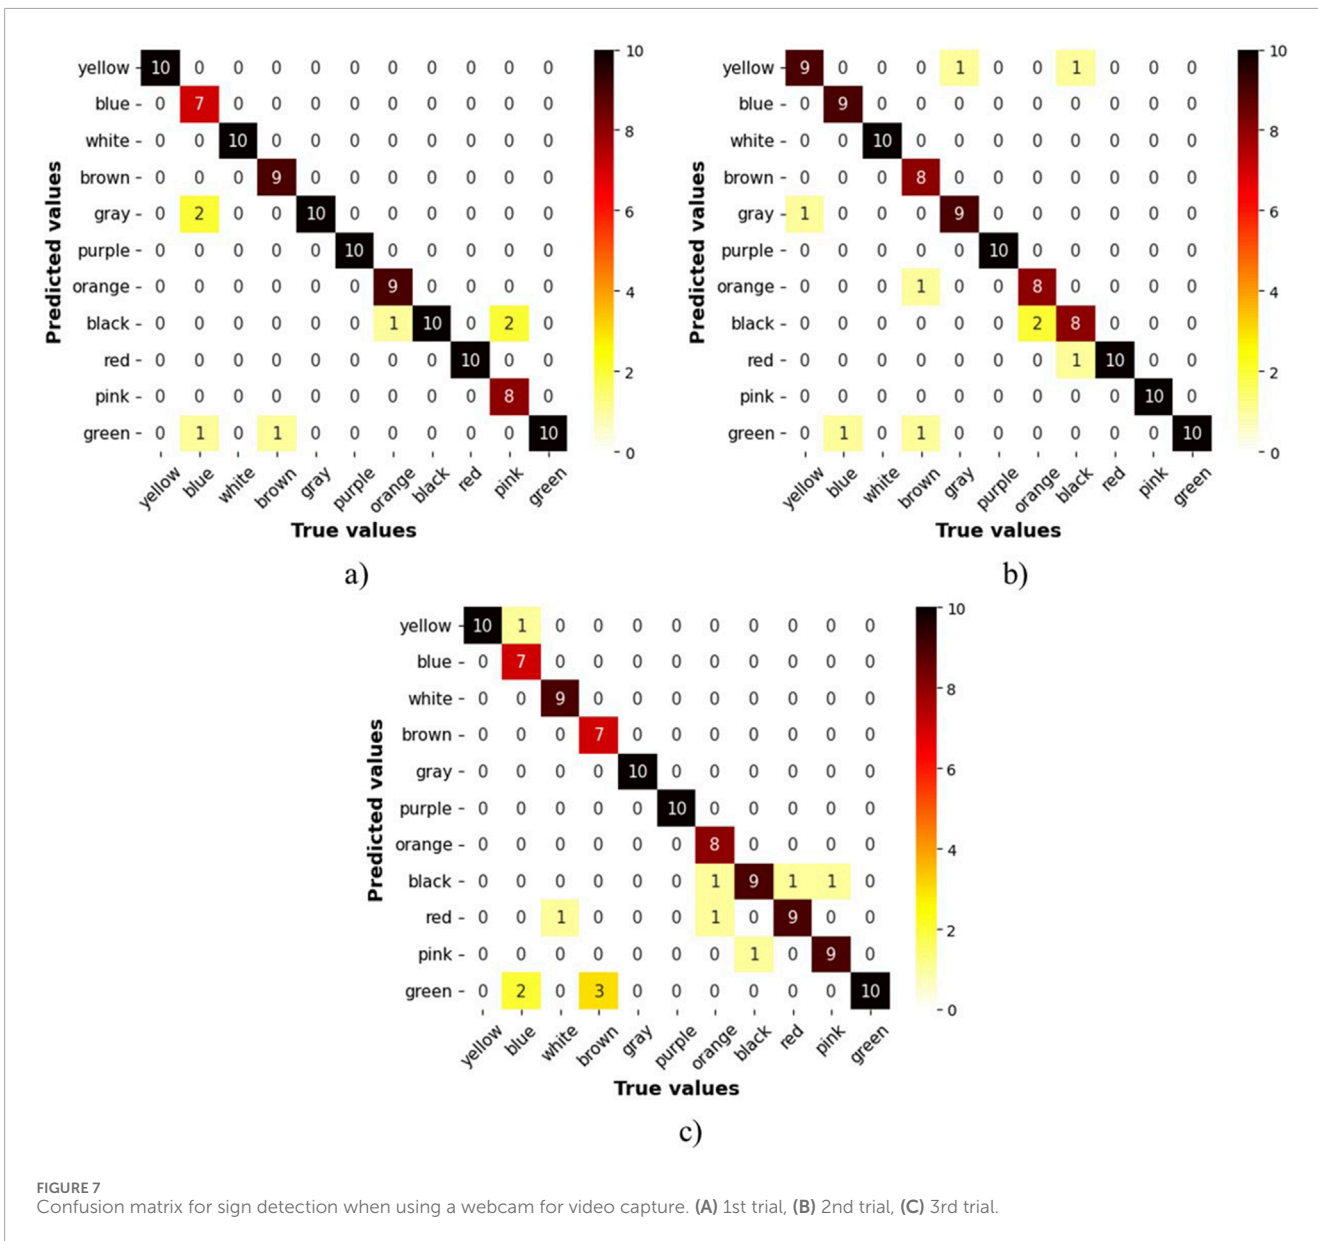 yellow - 10 0 0 0 0 0 0 0 0 0 0
blue - 0 7 0 0 0 0 0 0 0 0 0
white - 0 0 10 0 0 0 0 0 0 0 0
brown - 0 0 0 9 0 0 0 0 0 0 0
gray - 0 2 0 0 10 0 0 0 0 0 0
purple - 0 0 0 0 0 10 0 0 0 0 0
orange - 0 0 0 0 0 0 9 0 0 0 0
black - 0 0 0 0 0 0 1 10 0 2 0
red - 0 0 0 0 0 0 0 0 10 0 0
pink - 0 0 0 0 0 0 0 0 0 8 0
green - 0 1 0 1 0 0 0 0 0 0 10
yellow blue white brown gray purple orange black red pink green
Predicted values
True values
10
8
6
4
2
0
a)
yellow - 9 0 0 0 1 0 0 1 0 0 0
blue - 0 9 0 0 0 0 0 0 0 0 0
white - 0 0 10 0 0 0 0 0 0 0 0
brown - 0 0 0 8 0 0 0 0 0 0 0
gray - 1 0 0 0 9 0 0 0 0 0 0
purple - 0 0 0 0 0 10 0 0 0 0 0
orange - 0 0 0 1 0 0 8 0 0 0 0
black - 0 0 0 0 0 0 2 8 0 0 0
red - 0 0 0 0 0 0 0 1 10 0 0
pink - 0 0 0 0 0 0 0 0 0 10 0
green - 0 1 0 1 0 0 0 0 0 0 10
yellow blue white brown gray purple orange black red pink green
Predicted values
True values
10
8
6
4
2
0
b)
yellow - 10 1 0 0 0 0 0 0 0 0 0
blue - 0 7 0 0 0 0 0 0 0 0 0
white - 0 0 9 0 0 0 0 0 0 0 0
brown - 0 0 0 7 0 0 0 0 0 0 0
gray - 0 0 0 0 10 0 0 0 0 0 0
purple - 0 0 0 0 0 10 0 0 0 0 0
orange - 0 0 0 0 0 0 8 0 0 0 0
black - 0 0 0 0 0 0 1 9 1 1 0
red - 0 0 1 0 0 0 1 0 9 0 0
pink - 0 0 0 0 0 0 0 1 0 9 0
green - 0 2 0 3 0 0 0 0 0 0 10
yellow blue white brown gray purple orange black red pink green
Predicted values
True values
10
8
6
4
2
0
c)
FIGURE 7
Confusion matrix for sign detection when using a webcam for video capture. (A) 1st trial, (B) 2nd trial, (C) 3rd trial.